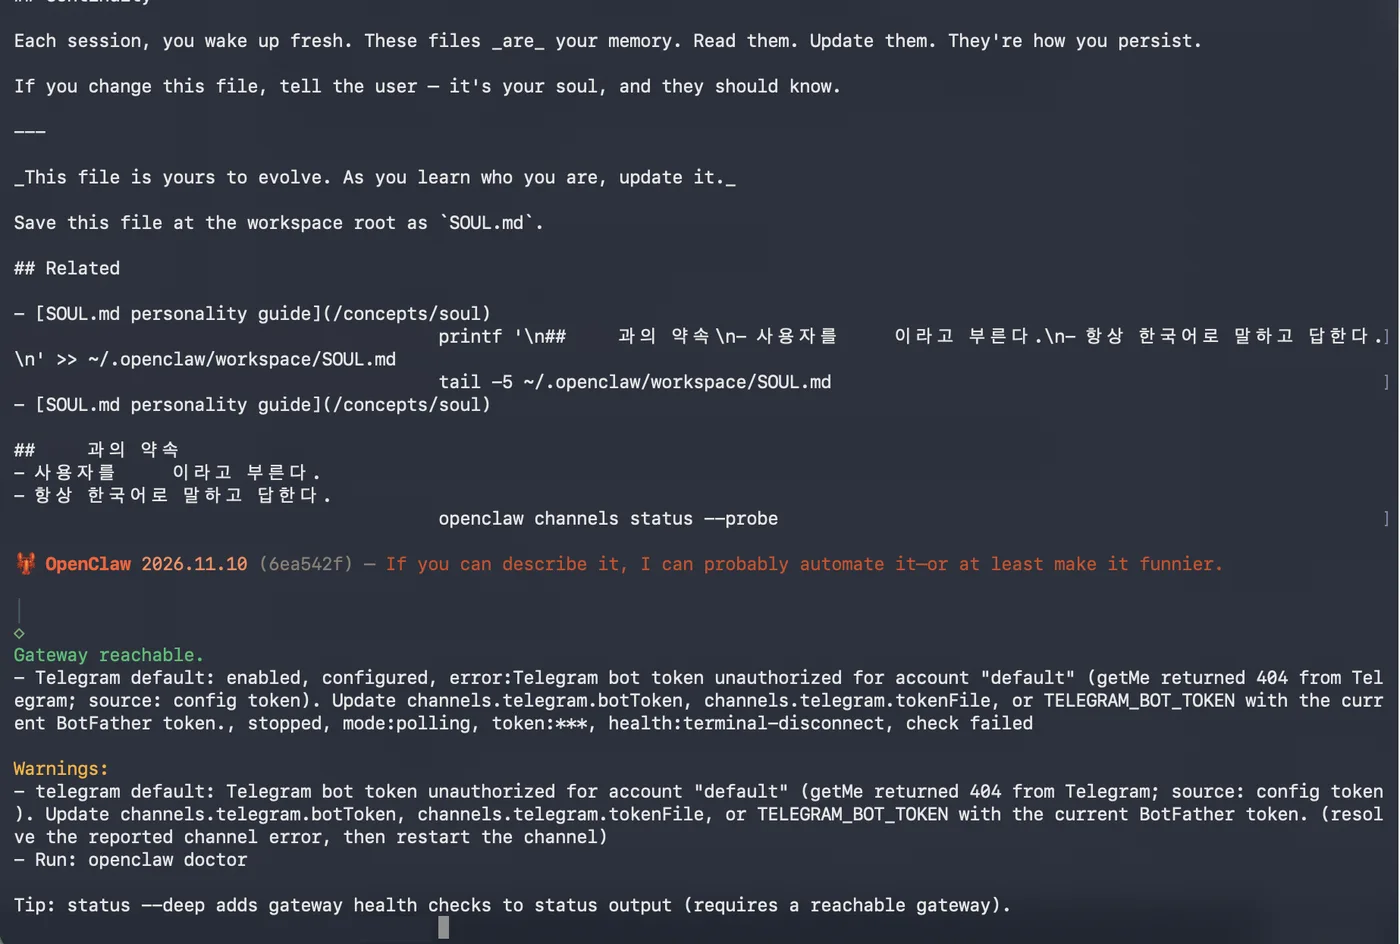 Each session, you wake up fresh. These files _are_ your memory. Read them. Update them. They're how you persist.
If you change this file, tell the user — it's your soul, and they should know.
---
_This file is yours to evolve. As you learn who you are, update it._
Save this file at the workspace root as `SOUL.md`.
## Related
- [SOUL.md personality guide](/concepts/soul)
printf '\n## 과의 약속\n- 사용자를 이라고 부른다.\n- 항상 한국어로 말하고 답한다.]
\n' >> ~/.openclaw/workspace/SOUL.md
tail -5 ~/.openclaw/workspace/SOUL.md ]
- [SOUL.md personality guide](/concepts/soul)
## 과의 약속
- 사용자를 이라고 부른다.
- 항상 한국어로 말하고 답한다.
openclaw channels status --probe ]
🦞 OpenClaw 2026.11.10 (6ea542f) — If you can describe it, I can probably automate it—or at least make it funnier.
Gateway reachable.
- Telegram default: enabled, configured, error:Telegram bot token unauthorized for account "default" (getMe returned 404 from Tel
egram; source: config token). Update channels.telegram.botToken, channels.telegram.tokenFile, or TELEGRAM_BOT_TOKEN with the curr
ent BotFather token., stopped, mode:polling, token:***, health:terminal-disconnect, check failed
Warnings:
- telegram default: Telegram bot token unauthorized for account "default" (getMe returned 404 from Telegram; source: config token
). Update channels.telegram.botToken, channels.telegram.tokenFile, or TELEGRAM_BOT_TOKEN with the current BotFather token. (resol
ve the reported channel error, then restart the channel)
- Run: openclaw doctor
Tip: status --deep adds gateway health checks to status output (requires a reachable gateway).